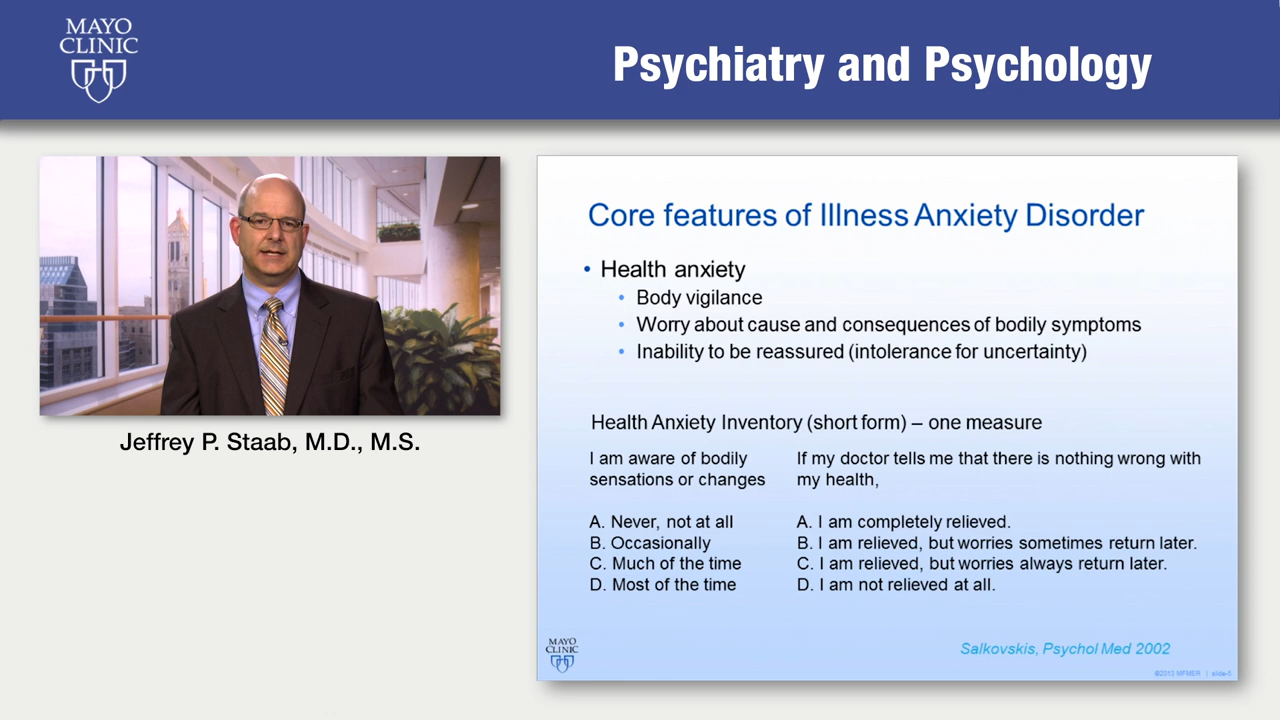 MAYO
CLINIC
Psychiatry and Psychology
Jeffrey P. Staab, M.D., M.S.
Core features of Illness Anxiety Disorder
• Health anxiety
• Body vigilance
• Worry about cause and consequences of bodily symptoms
• Inability to be reassured (intolerance for uncertainty)
Health Anxiety Inventory (short form) – one measure
I am aware of bodily
sensations or changes
A. Never, not at all
B. Occasionally
C. Much of the time
D. Most of the time
If my doctor tells me that there is nothing wrong with
my health,
A. I am completely relieved.
B. I am relieved, but worries sometimes return later.
C. I am relieved, but worries always return later.
D. I am not relieved at all.
MAYO
CLINIC
Salkovskis, Psychol Med 2002
©2012 MFMER | slide-5